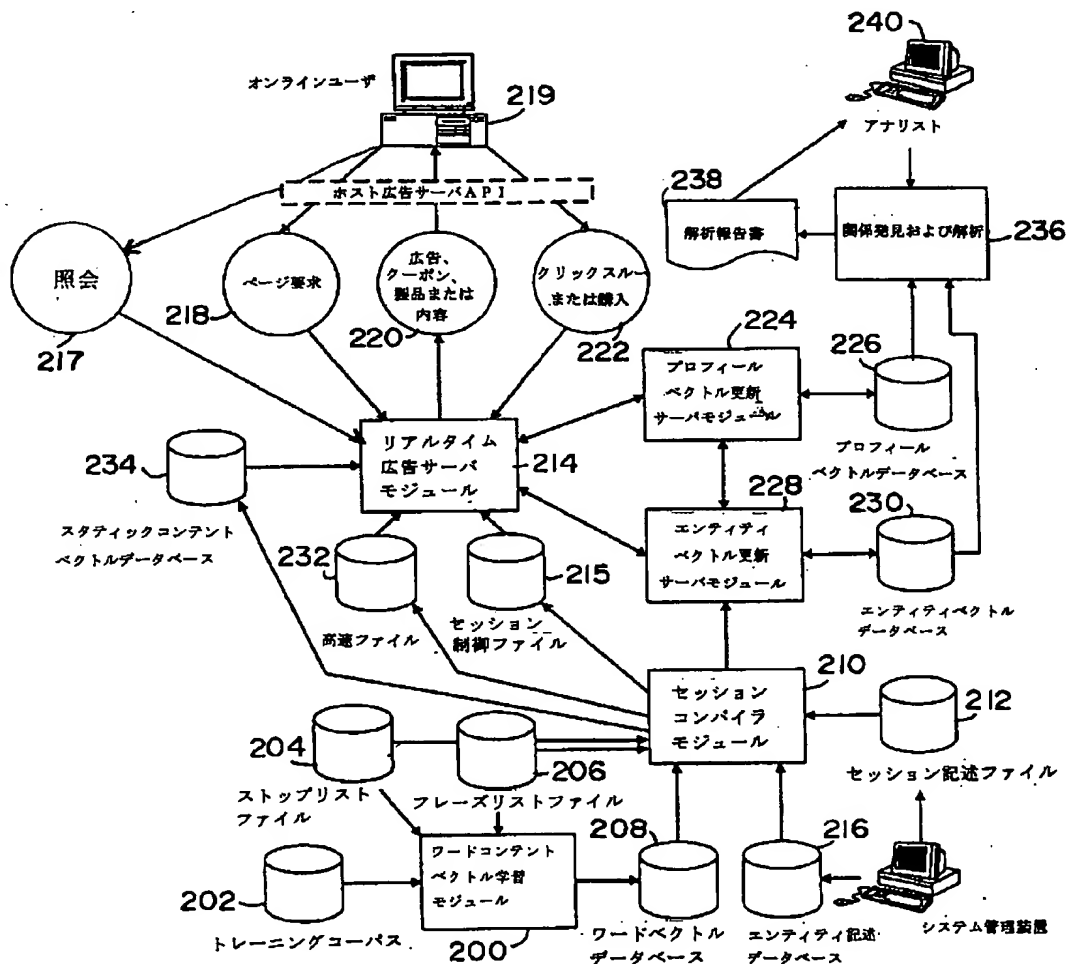 240
オンラインユーザ
219
アナリスト
ホスト広告サーバAPI
238
解析報告書
関係発見および解析
236
照会
217
ページ要求
218
広告、
クーポン、
製品または
内容
220
クリックスルー
または購入
222
224
プロフィール
ベクトル更新
サーバモジュール
226
プロフィール
ベクトルデータベース
リアルタイム
広告サーバ
モジュール
214
234
スタティックコンテント
ベクトルデータベース
228
エンティティ
ベクトル更新
サーバモジュール
230
エンティティベクトル
データベース
232
高速ファイル
215
セッション
制御ファイル
210
セッション
コンパイラ
モジュール
212
セッション記述ファイル
204
ストップリスト
ファイル
206
フレーズリストファイル
208
216
ワードコンテント
ベクトル学習
モジュール
200
202
トレーニングコーパス
ワードベクトル
データベース
エンティティ記述
データベース
システム管理装置